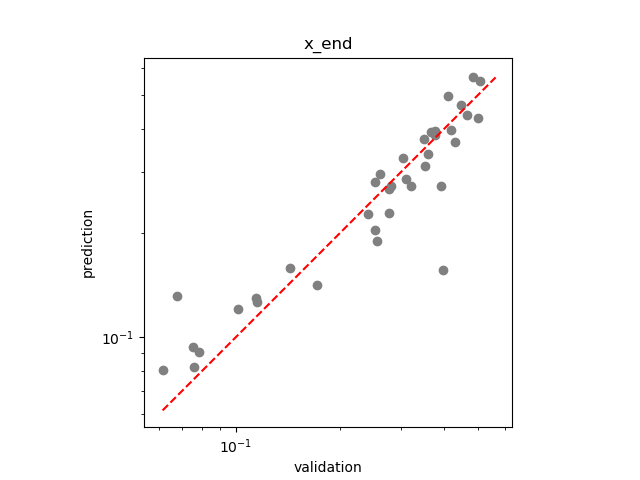 x_end
prediction
10⁻¹
10⁻¹
validation